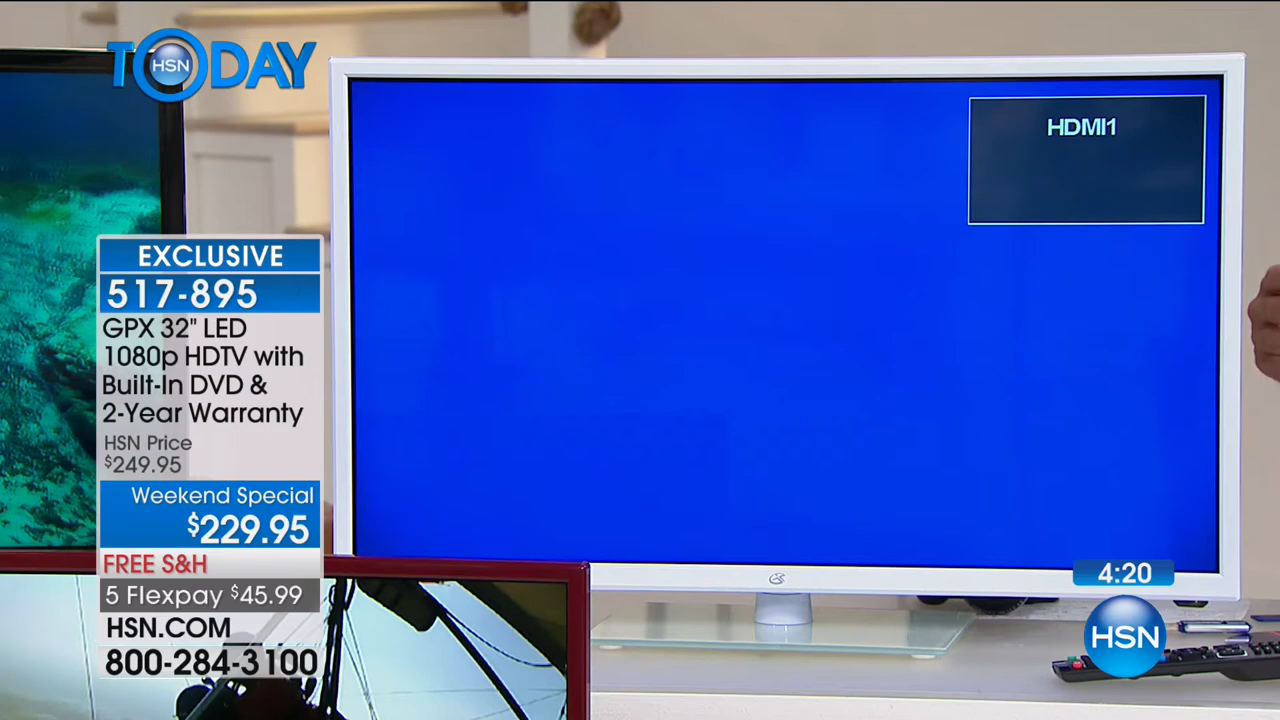 TODAY
HSN
HDMI1
EXCLUSIVE
517-895
GPX 32" LED
1080p HDTV with
Built-In DVD &
2-Year Warranty
HSN Price
$249.95
Weekend Special
$229.95
FREE S&H
5 Flexpay $45.99
HSN.COM
800-284-3100
4:20
HSN